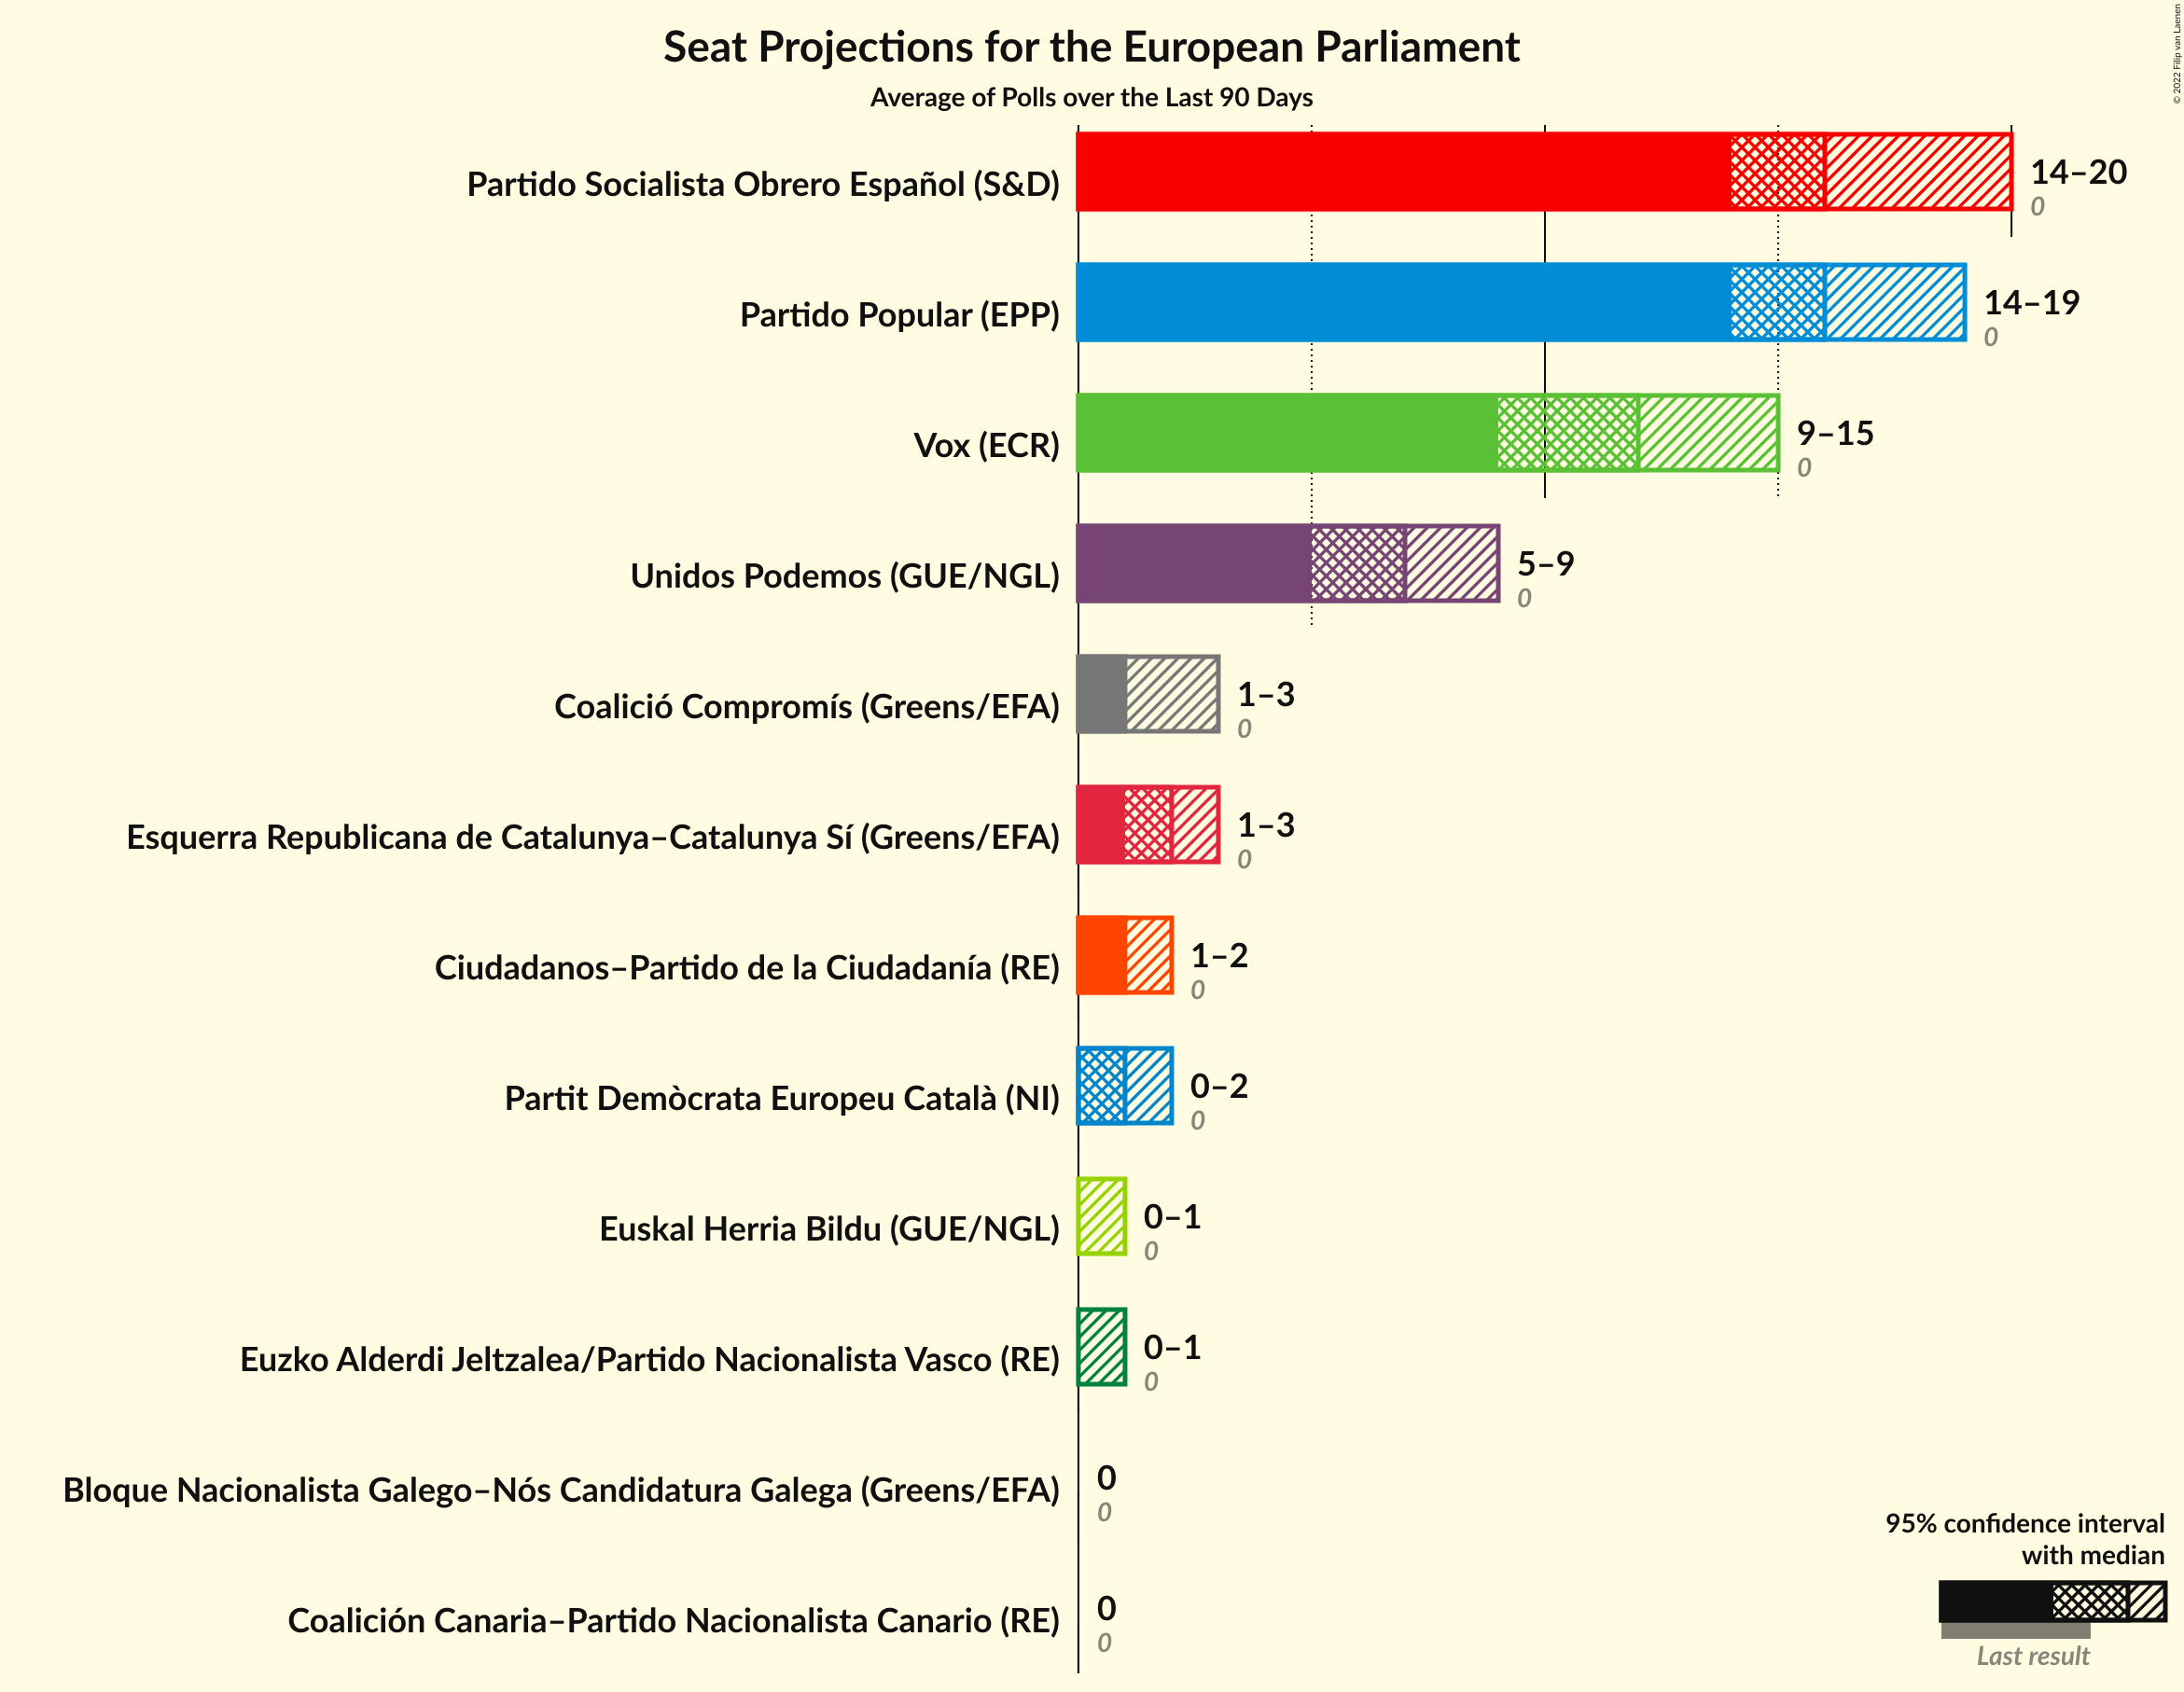 Seat Projections for the European Parliament
Average of Polls over the Last 90 Days
© 2022 Filip van Laenen
Partido Socialista Obrero Español (S&D)
14–20
0
Partido Popular (EPP)
14–19
0
Vox (ECR)
9–15
0
Unidos Podemos (GUE/NGL)
5–9
0
Coalició Compromís (Greens/EFA)
1–3
0
Esquerra Republicana de Catalunya–Catalunya Sí (Greens/EFA)
1–3
0
Ciudadanos–Partido de la Ciudadanía (RE)
1–2
0
Partit Demòcrata Europeu Català (NI)
0–2
0
Euskal Herria Bildu (GUE/NGL)
0–1
0
Euzko Alderdi Jeltzalea/Partido Nacionalista Vasco (RE)
0–1
0
Bloque Nacionalista Galego–Nós Candidatura Galega (Greens/EFA)
0
0
Coalición Canaria–Partido Nacionalista Canario (RE)
0
0
95% confidence interval
with median
Last result